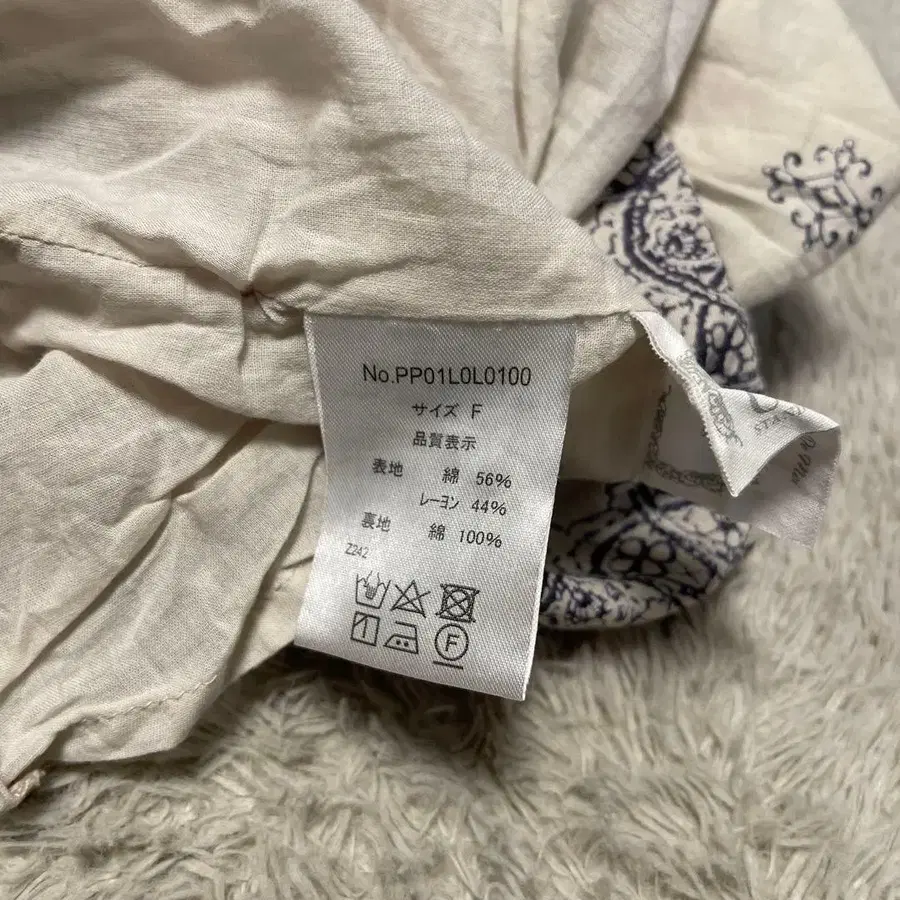 No.PP01L0L0100
サイズ F
品質表示
表地 綿 56%
レーヨン 44%
裏地 綿 100%
Z242
F